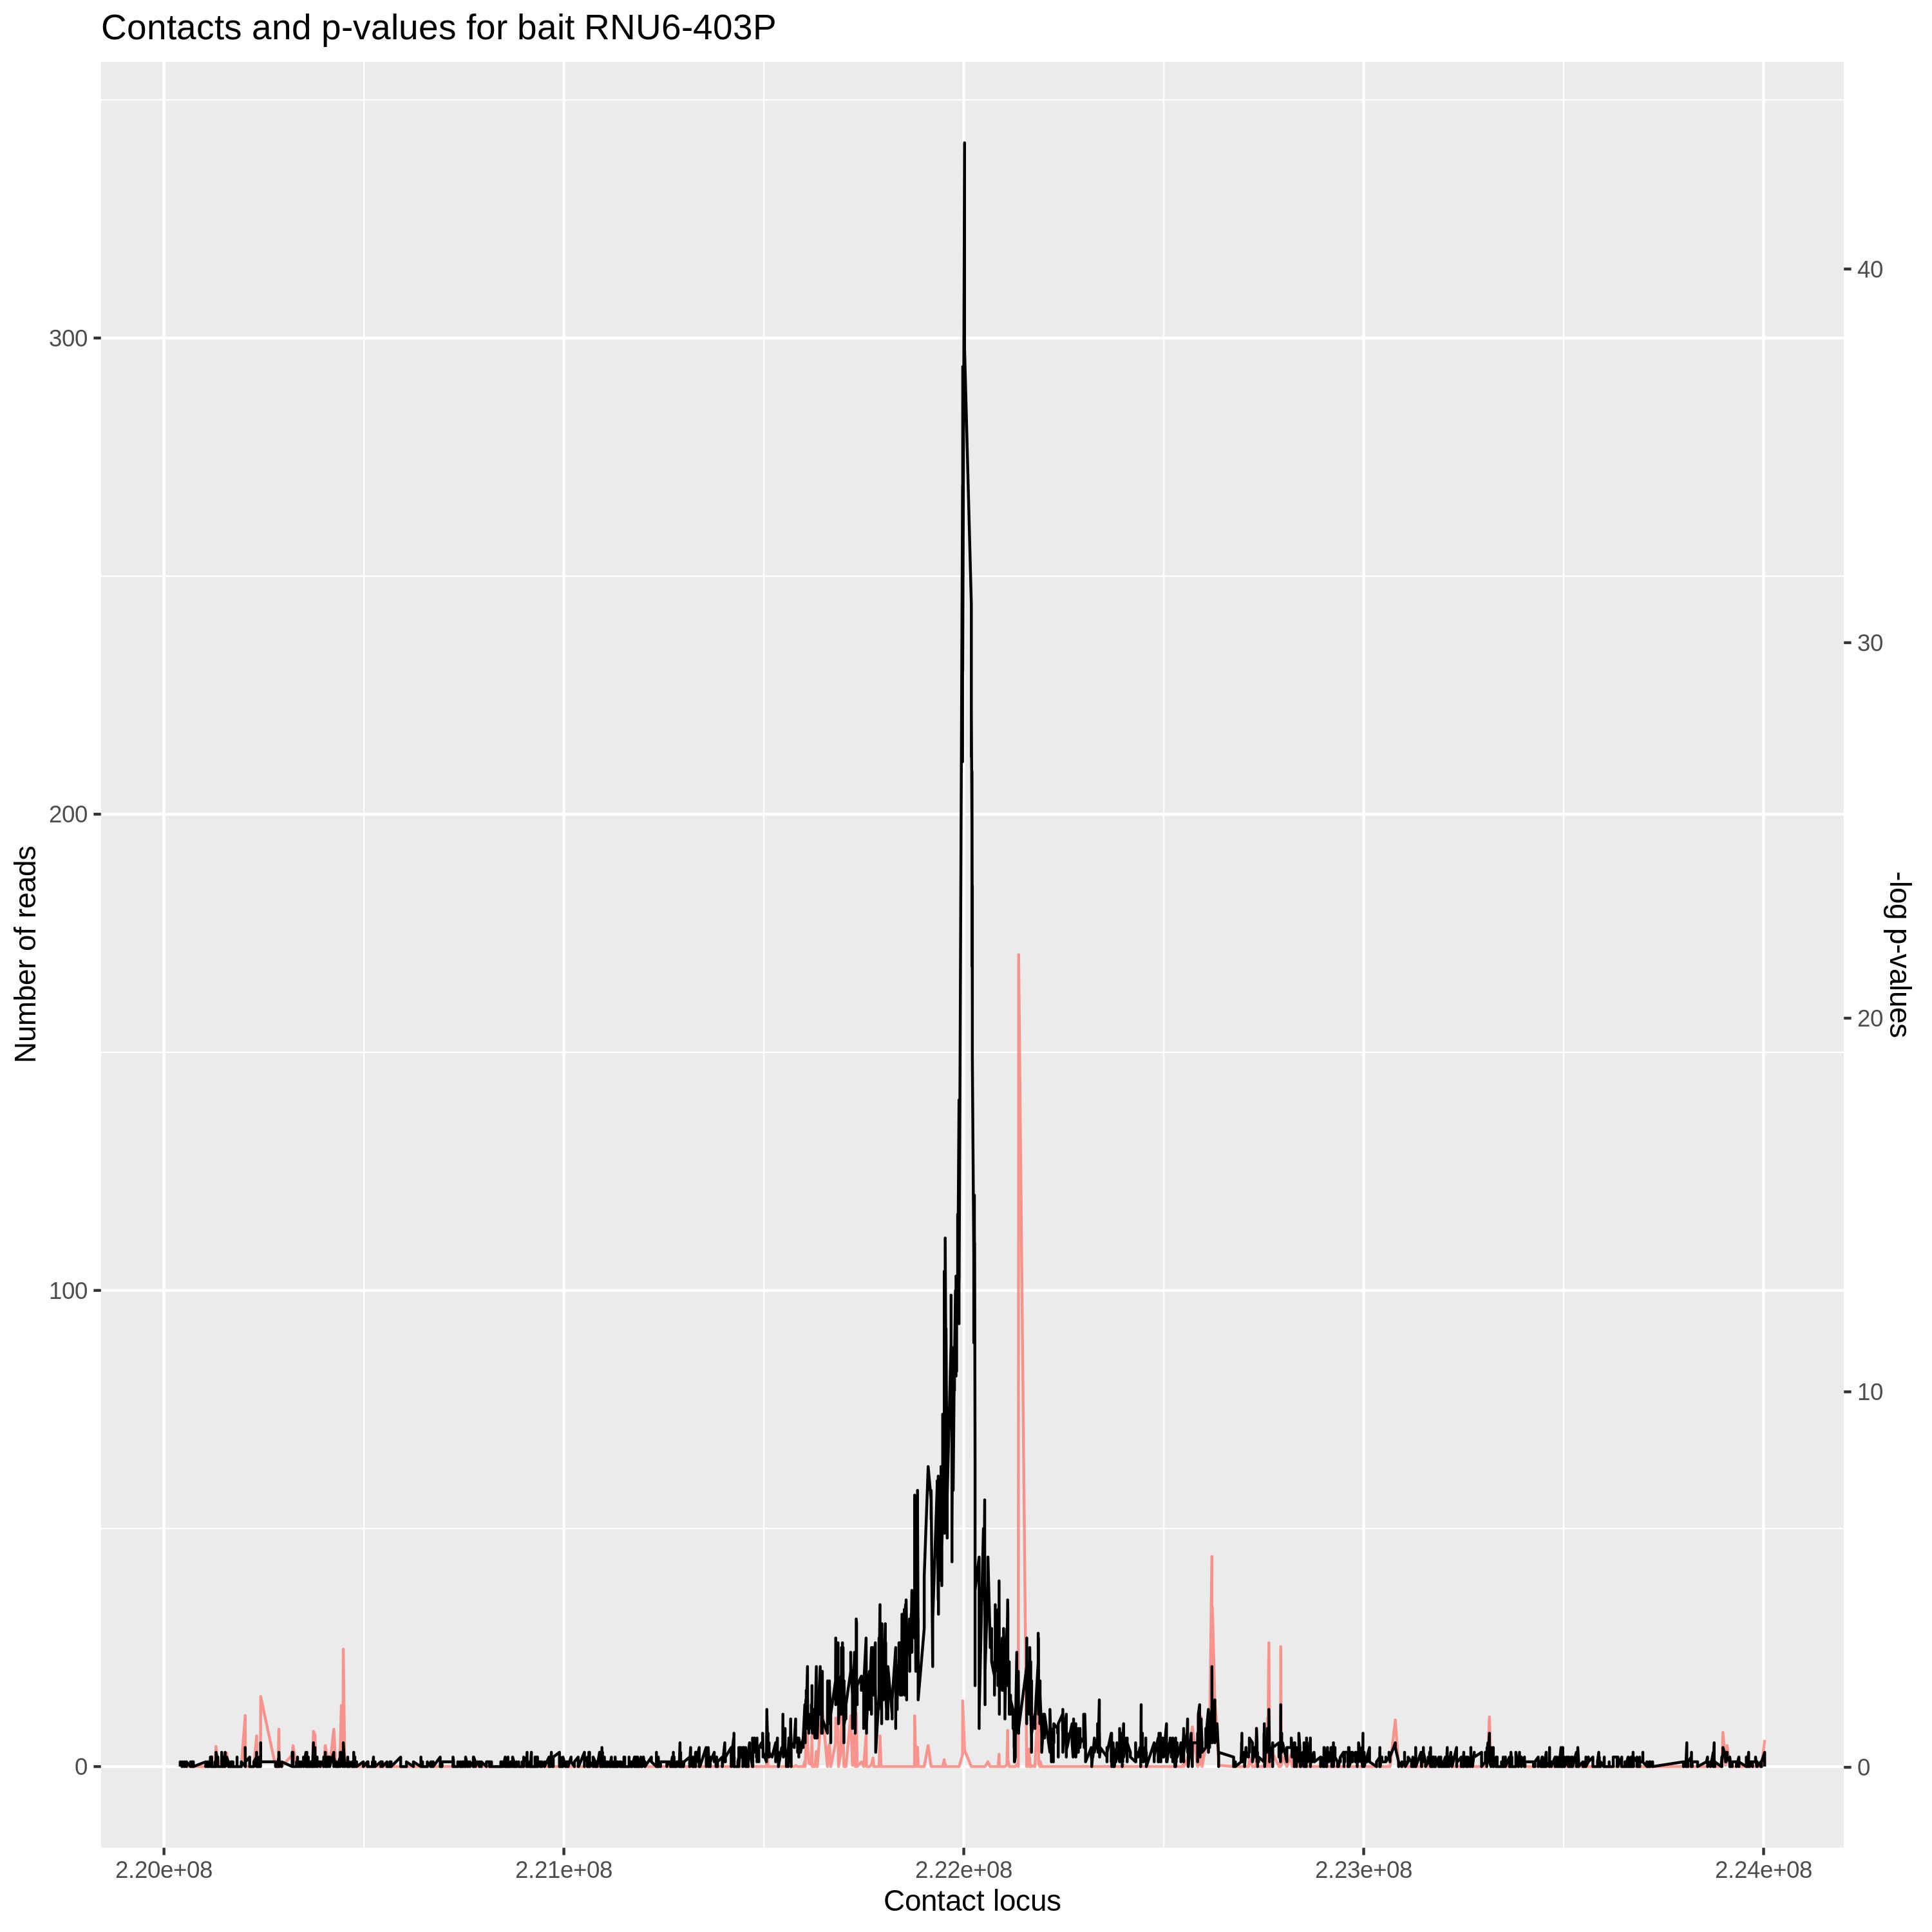 Contacts and p-values for bait RNU6-403P
Number of reads
300
200
100
0
40
30
20
10
0
-log p-values
2.20e+08 2.21e+08 2.22e+08 2.23e+08 2.24e+08
Contact locus